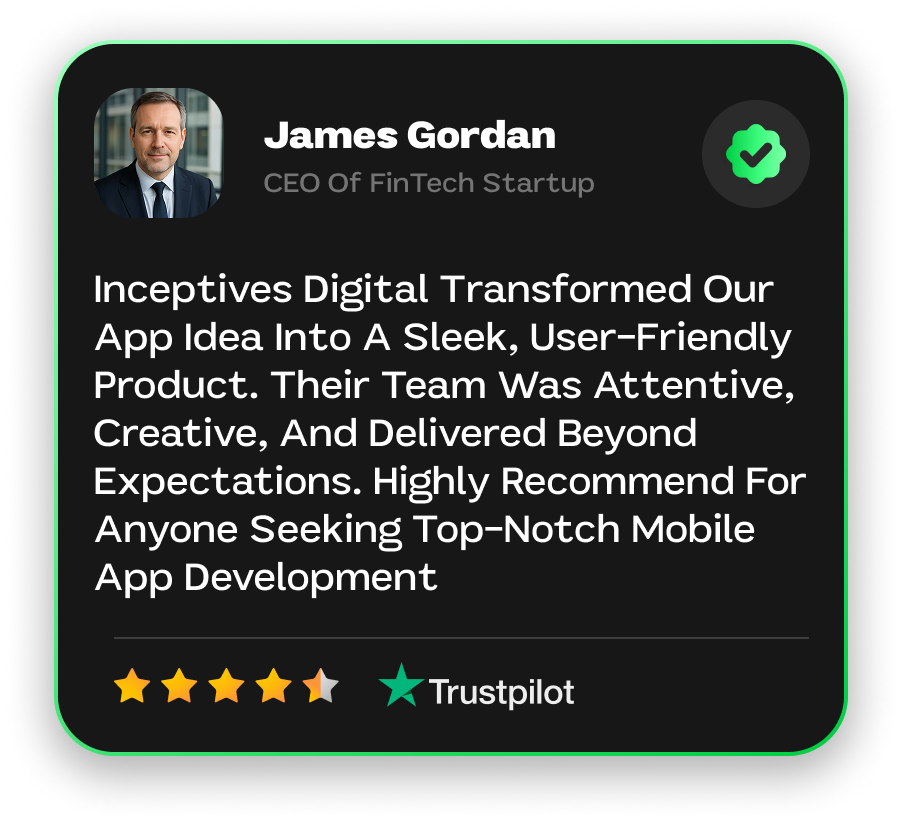 James Gordan
CEO Of FinTech Startup
Inceptives Digital Transformed Our
App Idea Into A Sleek, User-Friendly
Product. Their Team Was Attentive,
Creative, And Delivered Beyond
Expectations. Highly Recommend For
Anyone Seeking Top-Notch Mobile
App Development
Trustpilot